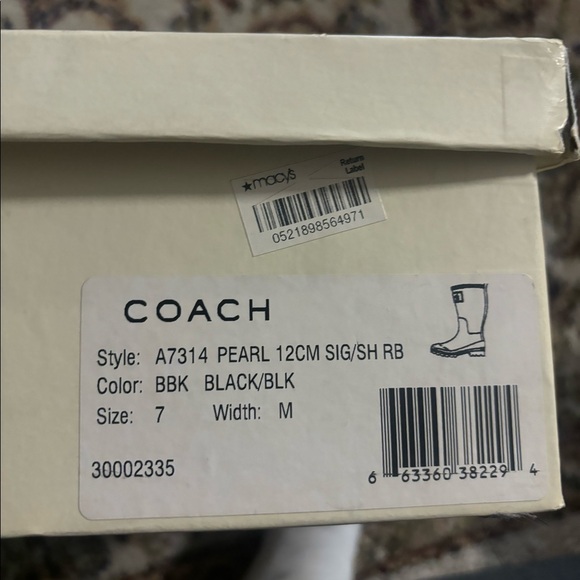 ★macy's
Return
Label
0521898564971
COACH
Style: A7314 PEARL 12CM SIG/SH RB
Color: BBK BLACK/BLK
Size: 7 Width: M
30002335
6 63360 38229 4